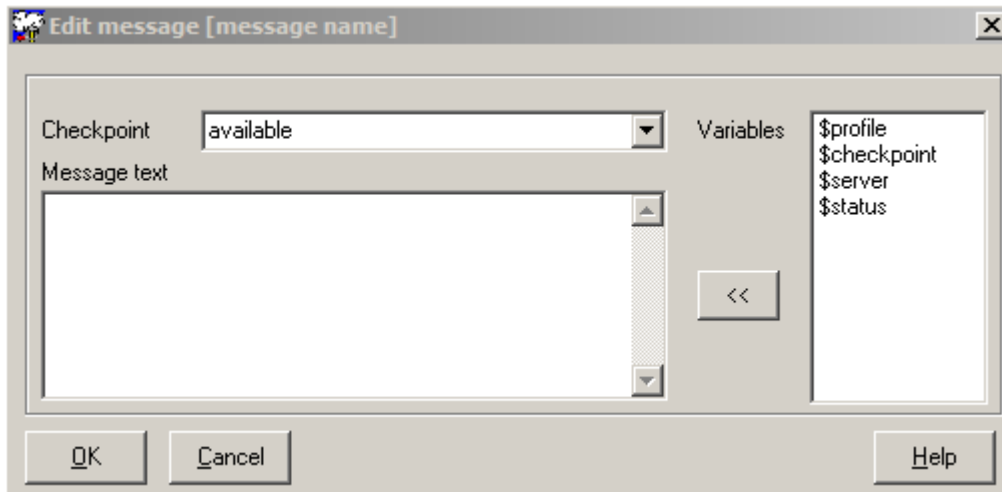 Edit message [message name]
Checkpoint
available
Variables
$profile
$checkpoint
$server
$status
Message text
<<
OK
Cancel
Help